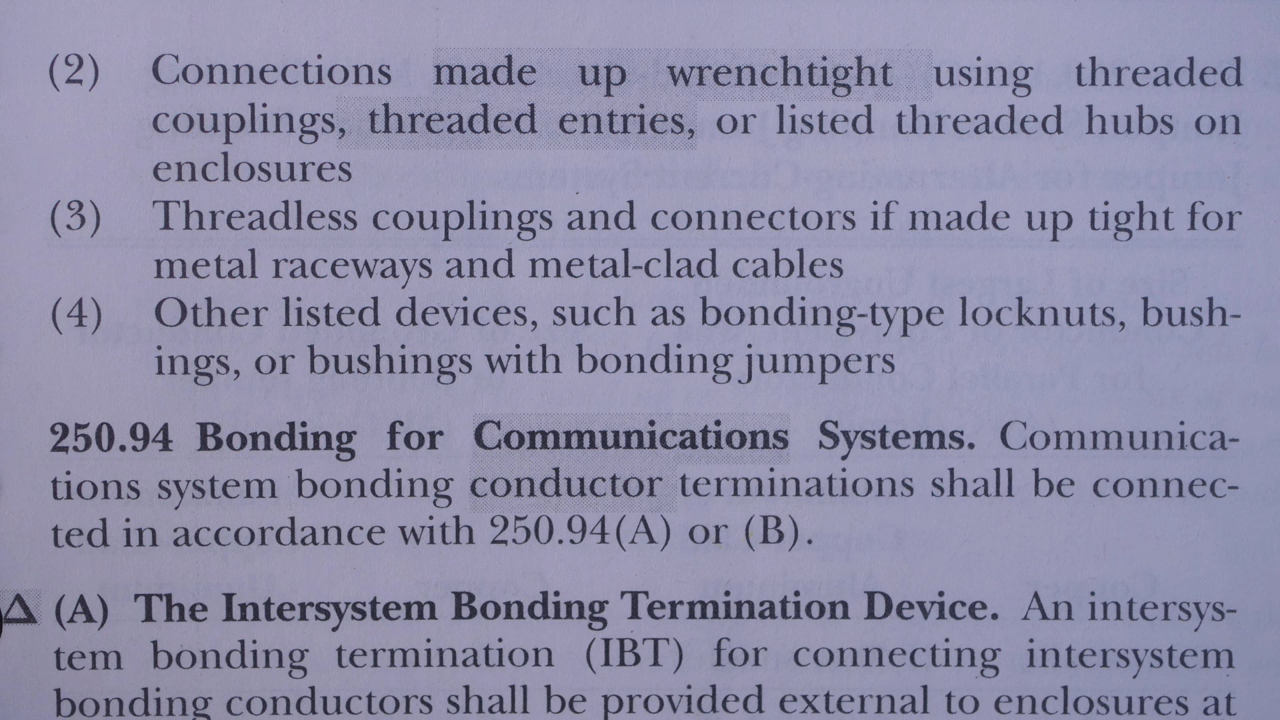 (2) Connections made up wrenchtight using threaded
couplings, threaded entries, or listed threaded hubs on
enclosures
(3) Threadless couplings and connectors if made up tight for
metal raceways and metal-clad cables
(4) Other listed devices, such as bonding-type locknuts, bush-
ings, or bushings with bonding jumpers
250.94 Bonding for Communications Systems. Communica-
tions system bonding conductor terminations shall be connec-
ted in accordance with 250.94(A) or (B).
Δ (A) The Intersystem Bonding Termination Device. An intersys-
tem bonding termination (IBT) for connecting intersystem
bonding conductors shall be provided external to enclosures at